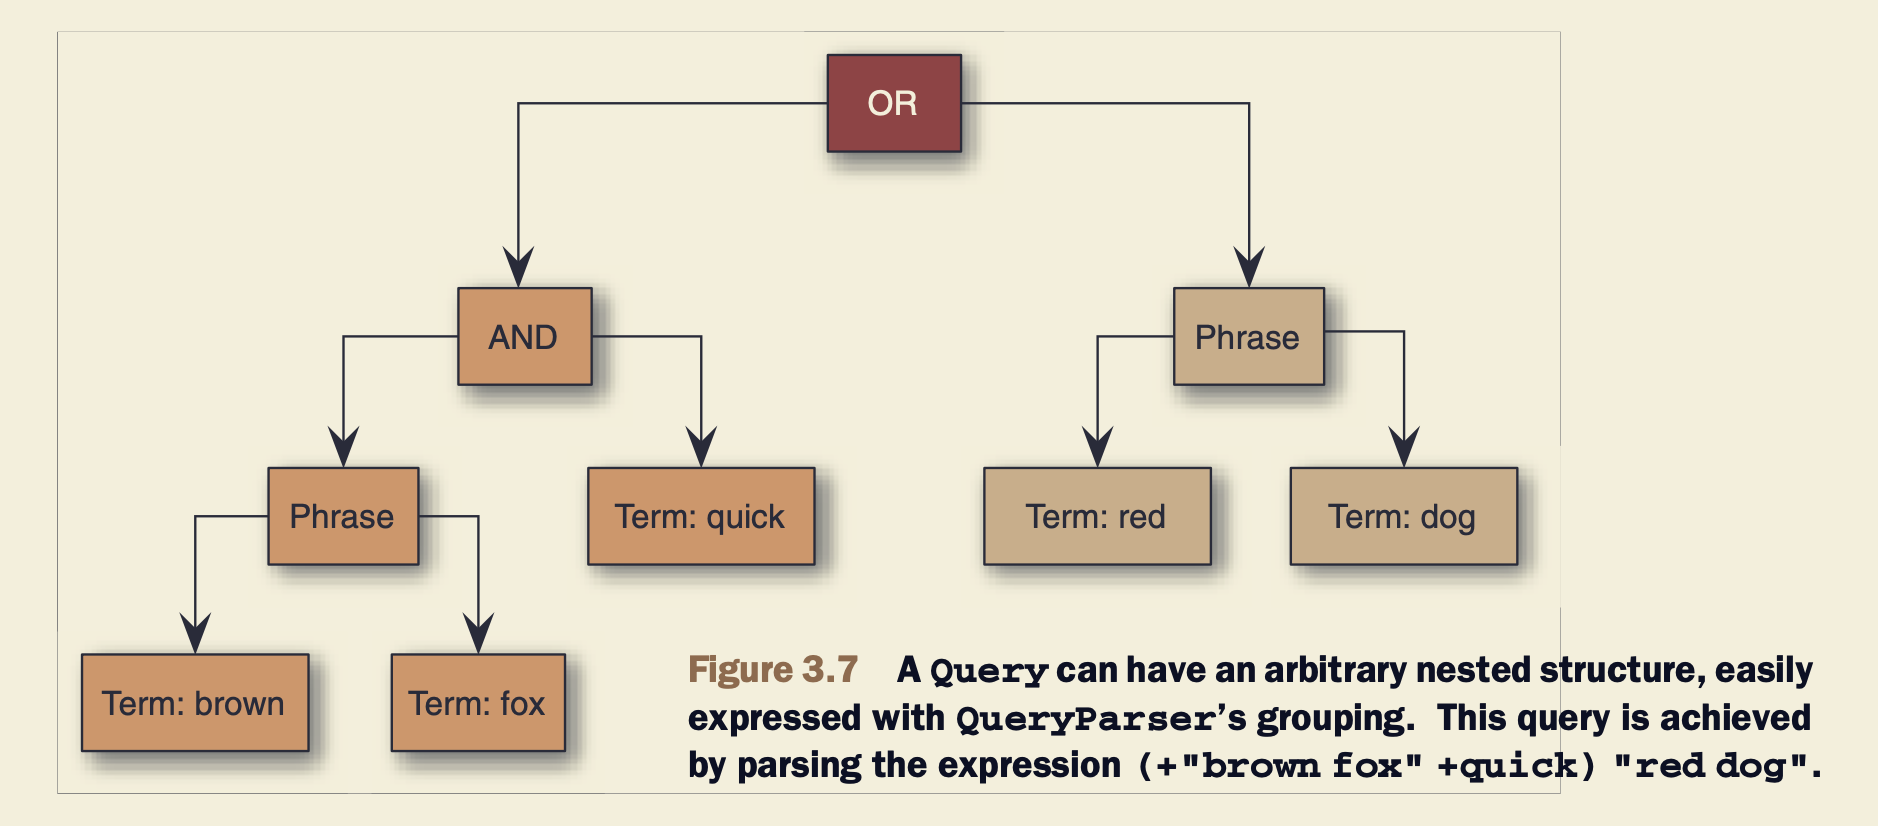 OR
AND
Phrase
Phrase
Term: quick
Term: red
Term: dog
Term: brown
Term: fox
Figure 3.7 A Query can have an arbitrary nested structure, easily
expressed with QueryParser’s grouping. This query is achieved
by parsing the expression (+"brown fox" +quick) "red dog".